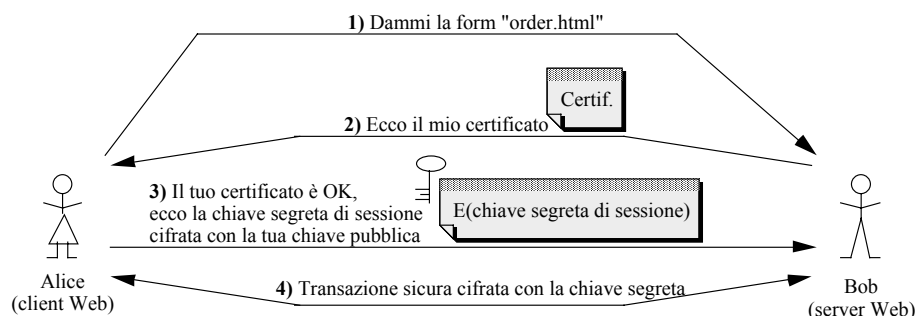 1) Dammi la form "order.html"
Certif.
2) Ecco il mio certificato
3) Il tuo certificato è OK,
ecco la chiave segreta di sessione
cifrata con la tua chiave pubblica
E(chiave segreta di sessione)
4) Transazione sicura cifrata con la chiave segreta
Alice
(client Web)
Bob
(server Web)